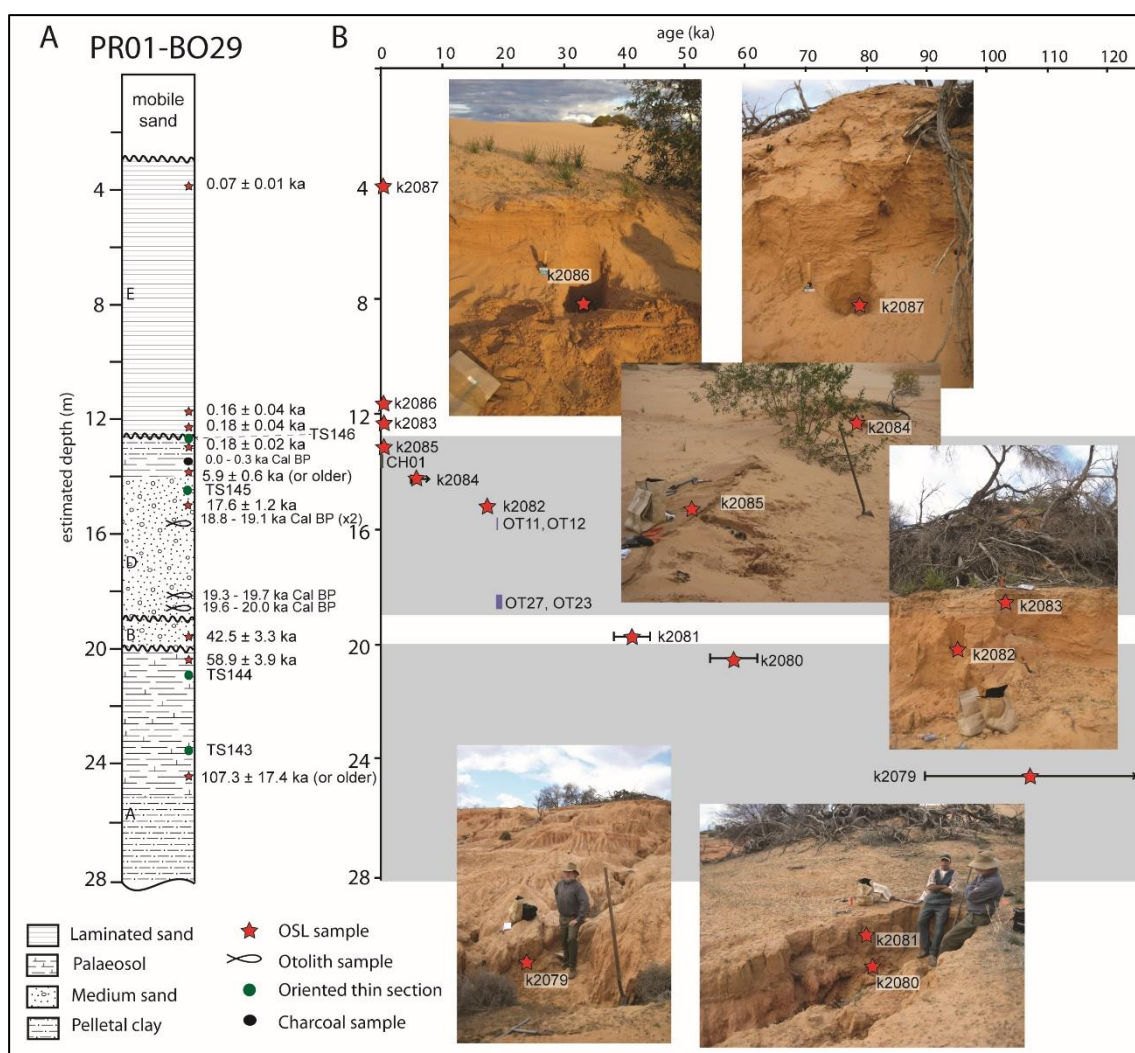 A
PR01-BO29
mobile
sand
E
D
B
A
estimated depth (m)
4
8
12
16
20
24
28
0.07 ± 0.01 ka
0.16 ± 0.04 ka
0.18 ± 0.04 ka
TS146
0.18 ± 0.02 ka
0.0 - 0.3 ka Cal BP
5.9 ± 0.6 ka (or older)
TS145
17.6 ± 1.2 ka
18.8 - 19.1 ka Cal BP (x2)
19.3 - 19.7 ka Cal BP
19.6 - 20.0 ka Cal BP
42.5 ± 3.3 ka
58.9 ± 3.9 ka
TS144
TS143
107.3 ± 17.4 ka (or older)
Laminated sand
Palaeosol
Medium sand
Pelletal clay
OSL sample
Otolith sample
Oriented thin section
Charcoal sample
B
age (ka)
0 10 20 30 40 50 60 70 80 90 100 110 120
4
8
12
16
20
24
28
k2087
k2086
k2083
k2085
CH01
k2084
k2082
OT11, OT12
OT27, OT23
k2081
k2080
k2079
k2086
k2087
k2084
k2085
k2083
k2082
k2079
k2081
k2080